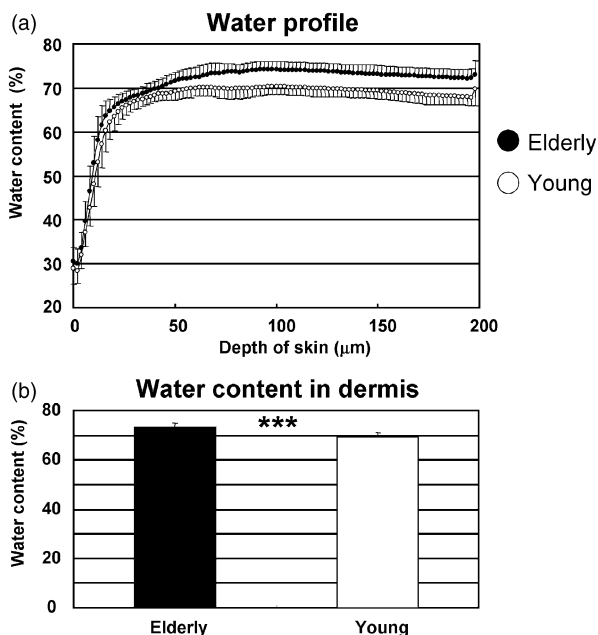 (a)
Water profile
Water content (%)
80
70
60
50
40
30
20
0
50
100
150
200
Depth of skin (μm)
Elderly
Young
(b)
Water content in dermis
Water content (%)
80
60
40
20
0
***
Elderly
Young